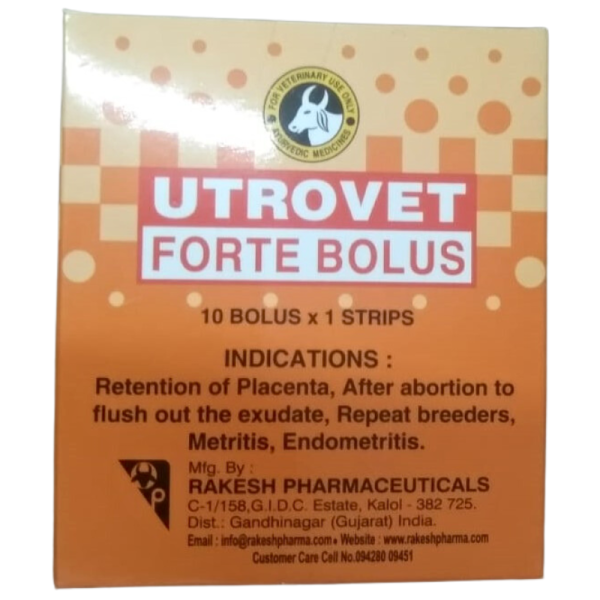 FOR VETERINARY USE ONLY
AYURVEDIC MEDICINES
UTROVET
FORTE BOLUS
10 BOLUS x 1 STRIPS
INDICATIONS :
Retention of Placenta, After abortion to
flush out the exudate, Repeat breeders,
Metritis, Endometritis.
Mfg. By :
RAKESH PHARMACEUTICALS
C-1/158,G.I.D.C. Estate, Kalol - 382 725.
Dist.: Gandhinagar (Gujarat) India.
Email : info@rakeshpharma.com• Website : www.rakeshpharma.com
Customer Care Cell No.094280 09451